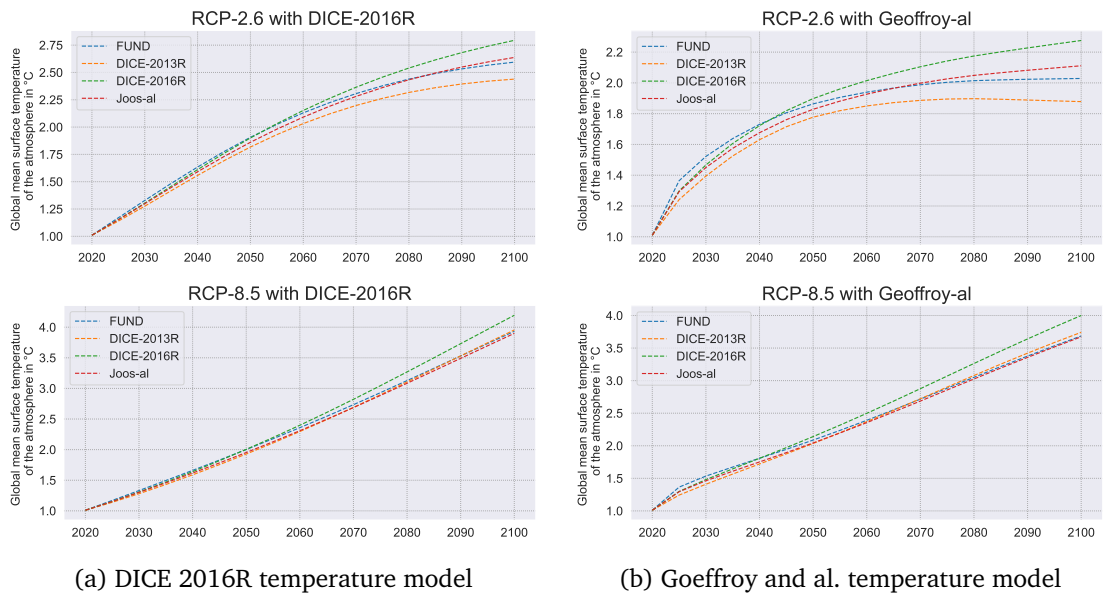 RCP-2.6 with DICE-2016R
Global mean surface temperature
of the atmosphere in °C
2.75
2.50
2.25
2.00
1.75
1.50
1.25
1.00
FUND
DICE-2013R
DICE-2016R
Joos-al
2020 2030 2040 2050 2060 2070 2080 2090 2100
RCP-2.6 with Geoffroy-al
Global mean surface temperature
of the atmosphere in °C
2.2
2.0
1.8
1.6
1.4
1.2
1.0
FUND
DICE-2013R
DICE-2016R
Joos-al
2020 2030 2040 2050 2060 2070 2080 2090 2100
RCP-8.5 with DICE-2016R
Global mean surface temperature
of the atmosphere in °C
4.0
3.5
3.0
2.5
2.0
1.5
1.0
FUND
DICE-2013R
DICE-2016R
Joos-al
2020 2030 2040 2050 2060 2070 2080 2090 2100
RCP-8.5 with Geoffroy-al
Global mean surface temperature
of the atmosphere in °C
4.0
3.5
3.0
2.5
2.0
1.5
1.0
FUND
DICE-2013R
DICE-2016R
Joos-al
2020 2030 2040 2050 2060 2070 2080 2090 2100
(a) DICE 2016R temperature model
(b) Goeffroy and al. temperature model